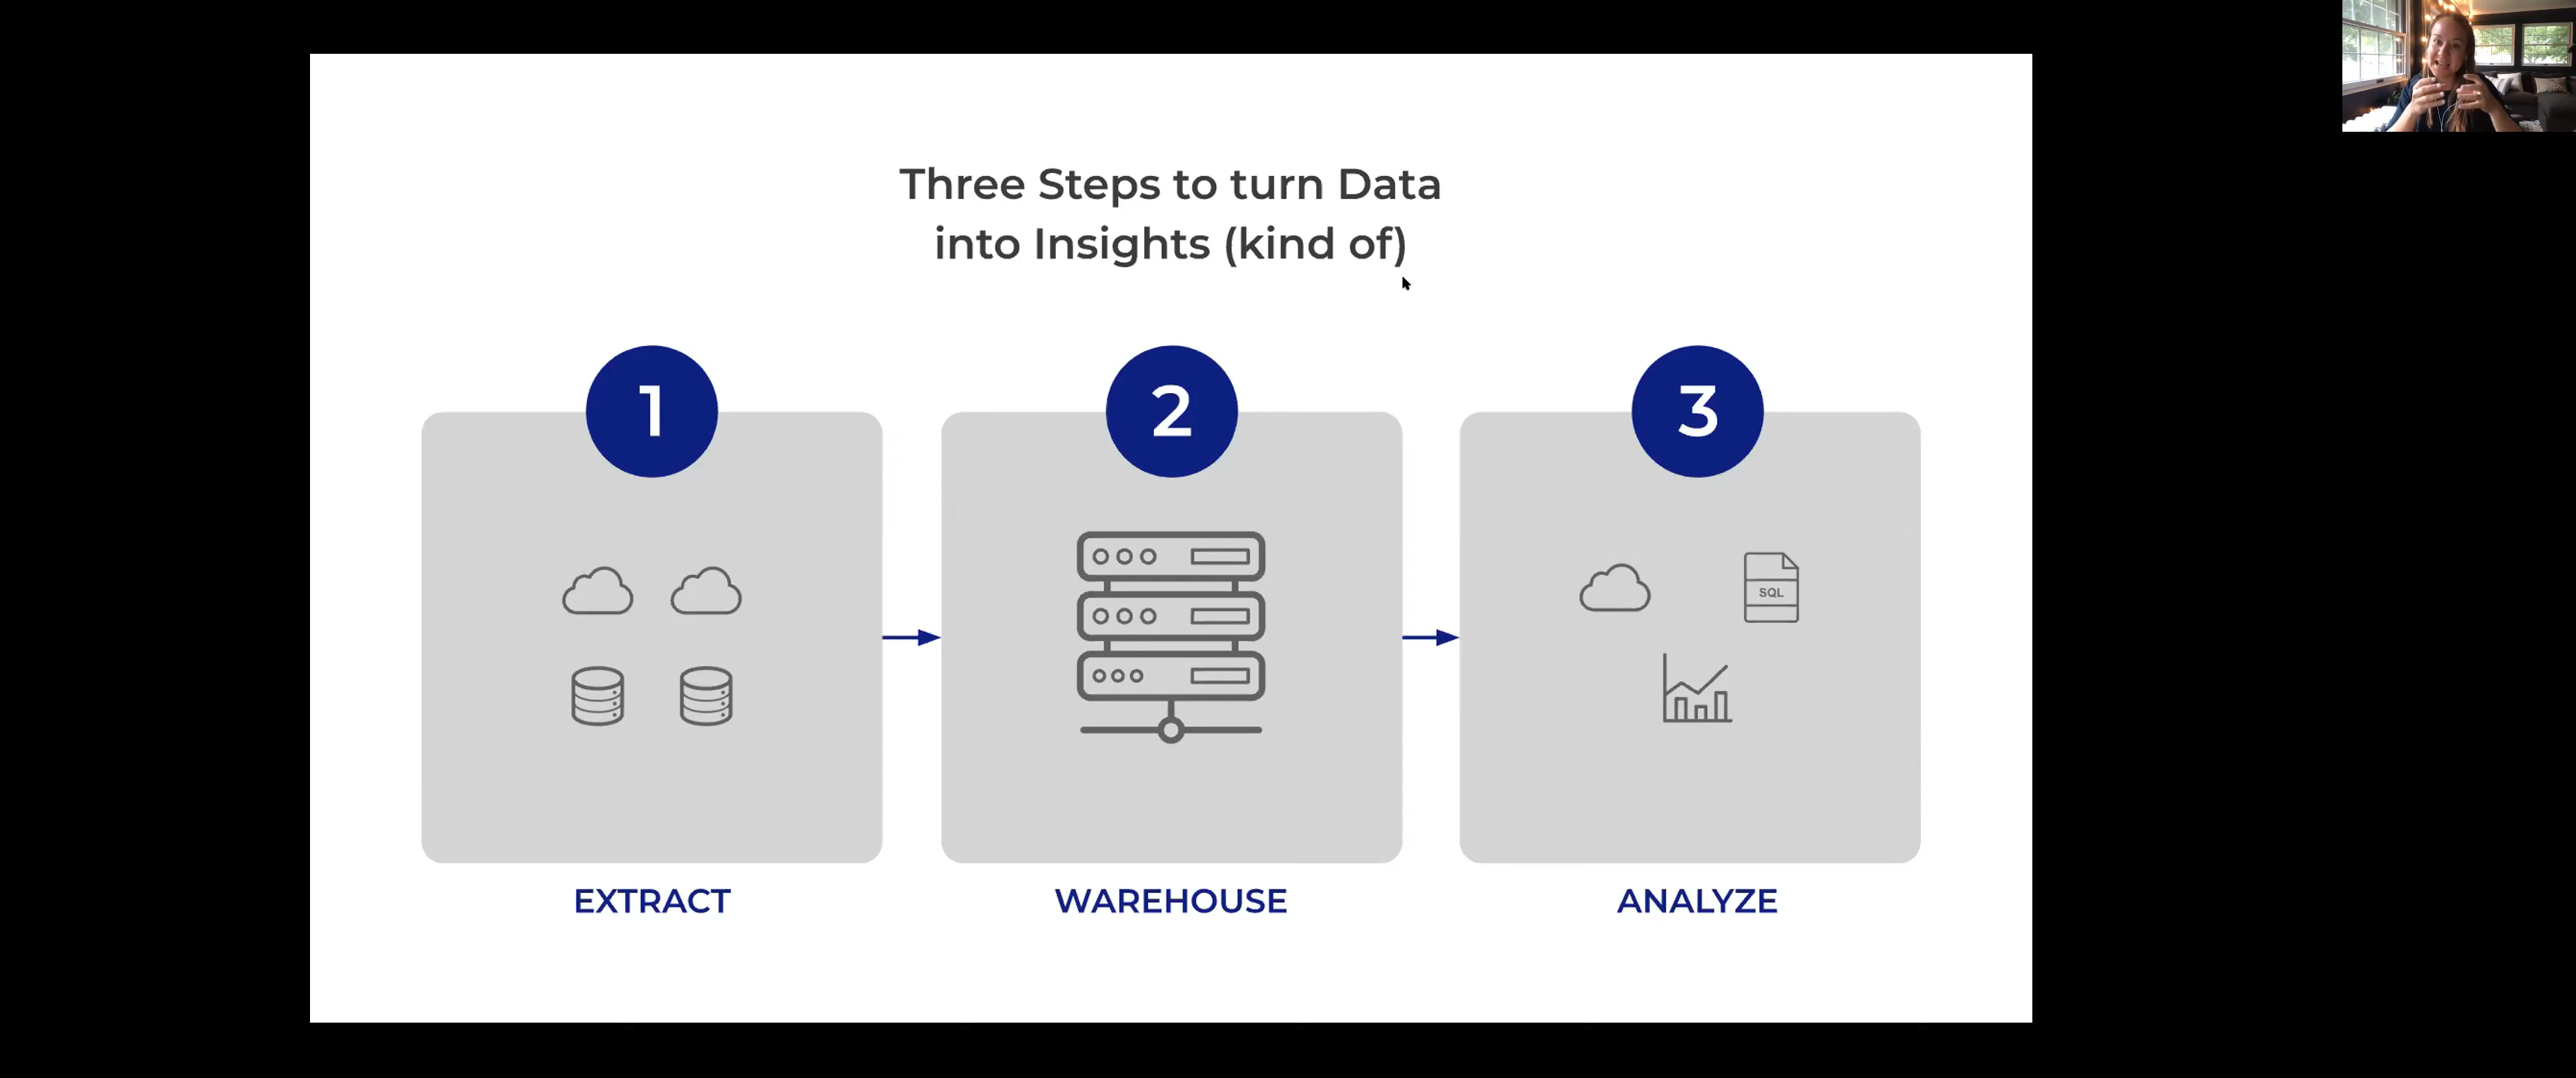 Three Steps to turn Data
into Insights (kind of)
1
2
3
SQL
EXTRACT
WAREHOUSE
ANALYZE